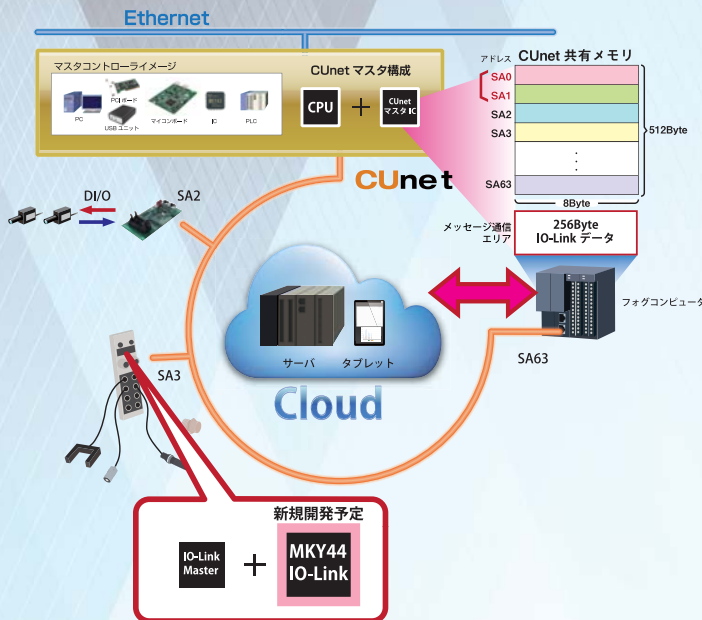 Ethernet
マスタコントローライメージ
PC
PCIボード
USB ユニット
マイコンボード
IC
PLC
CUnet マスタ構成
CPU
+
CUnet
マスタ IC
アドレス
CUnet 共有メモリ
SA0
SA1
SA2
SA3
・
・
・
SA63
512Byte
8Byte
メッセージ通信
エリア
256Byte
IO-Link データ
CUnet
DI/O
SA2
フォグコンピュータ
SA63
サーバ
タブレット
Cloud
SA3
新規開発予定
IO-Link
Master
+
MKY44
IO-Link